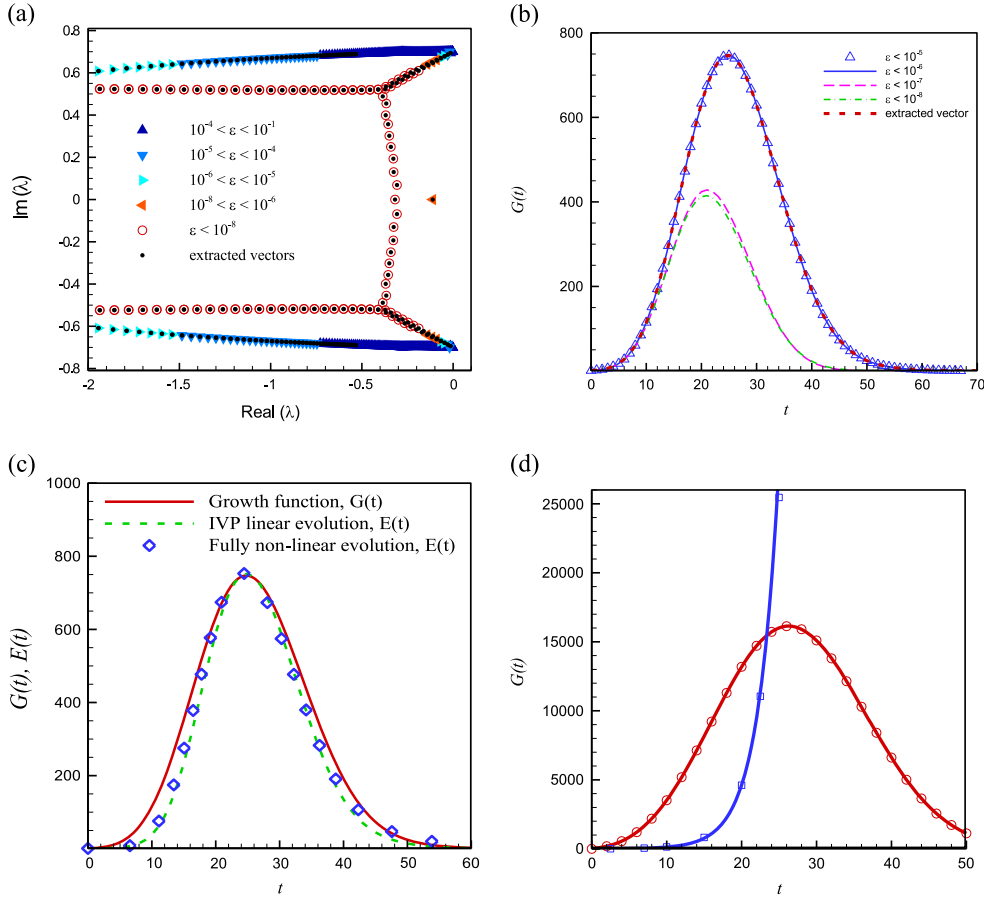 (a)
0.8
0.6
0.4
0.2
0
-0.2
-0.4
-0.6
-0.8
Im(λ)
10⁻⁴ < ε < 10⁻¹
10⁻⁵ < ε < 10⁻⁴
10⁻⁶ < ε < 10⁻⁵
10⁻⁸ < ε < 10⁻⁶
ε < 10⁻⁸
extracted vectors
-2 -1.5 -1 -0.5 0
Real (λ)
(b)
800
600
400
200
0
G(t)
ε < 10⁻⁵
ε < 10⁻⁶
ε < 10⁻⁷
ε < 10⁻⁸
extracted vector
0 10 20 30 40 50 60 70
t
(c)
1000
800
600
400
200
G(t), E(t)
Growth function, G(t)
IVP linear evolution, E(t)
Fully non-linear evolution, E(t)
0 10 20 30 40 50 60
t
(d)
25000
20000
15000
10000
5000
0
G(t)
0 10 20 30 40 50
t